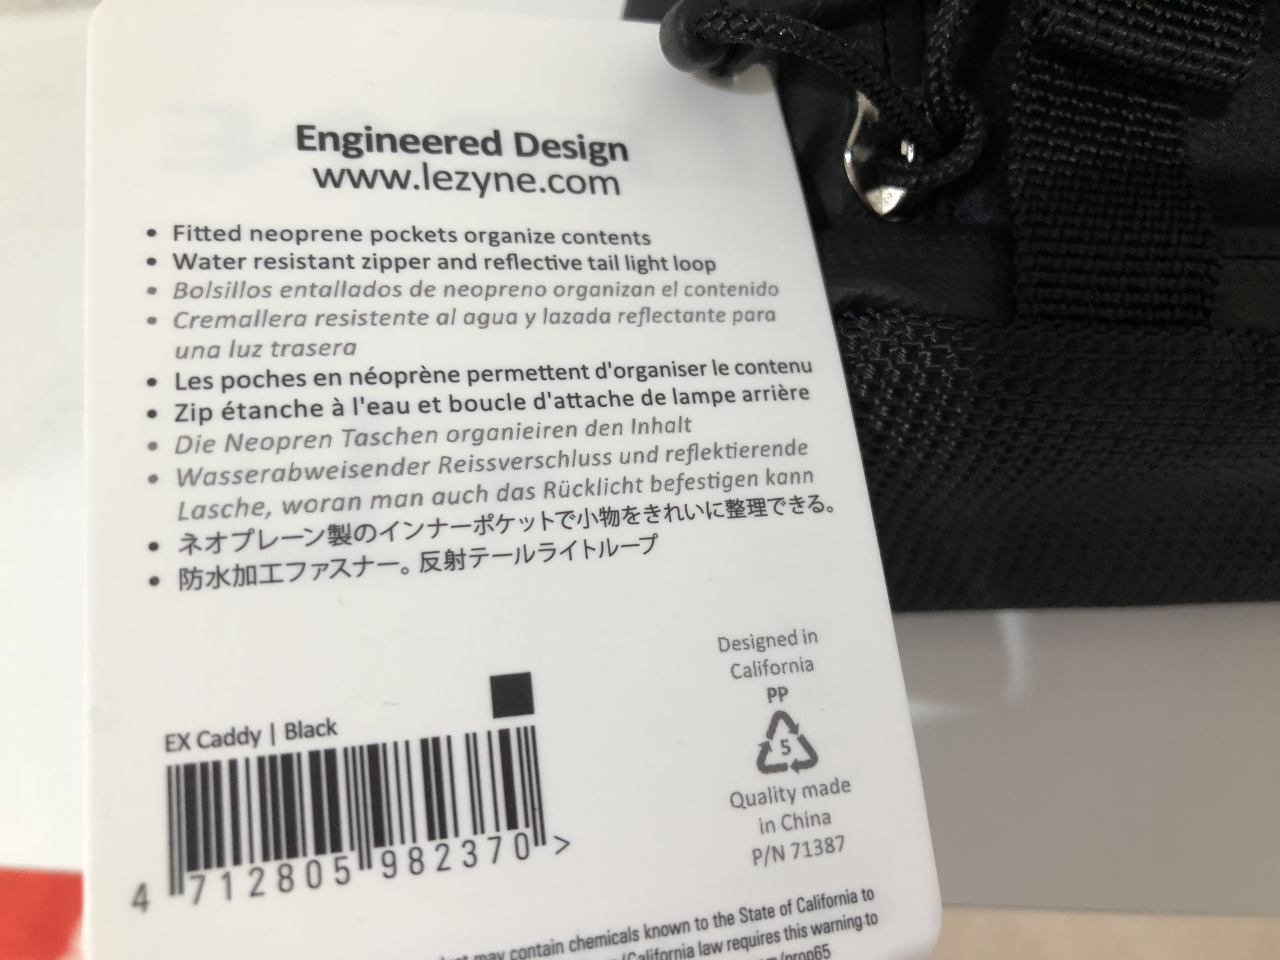 Engineered Design
www.lezyne.com
• Fitted neoprene pockets organize contents
• Water resistant zipper and reflective tail light loop
• Bolsillos entallados de neopreno organizan el contenido
• Cremallera resistente al agua y lazada reflectante para
una luz trasera
• Les poches en néoprène permettent d'organiser le contenu
• Zip étanche à l'eau et boucle d'attache de lampe arrière
• Die Neopren Taschen organieiren den Inhalt
• Wasserabweisender Reissverschluss und reflektierende
Lasche, woran man auch das Rücklicht befestigen kann
• ネオプレーン製のインナーポケットで小物をきれいに整理できる。
• 防水加工ファスナー。反射テールライトループ
Designed in
California
PP
5
Quality made
in China
P/N 71387
EX Caddy | Black
4 712805 982370 >
may contain chemicals known to the State of California to
/California law requires this warning to
/prop65